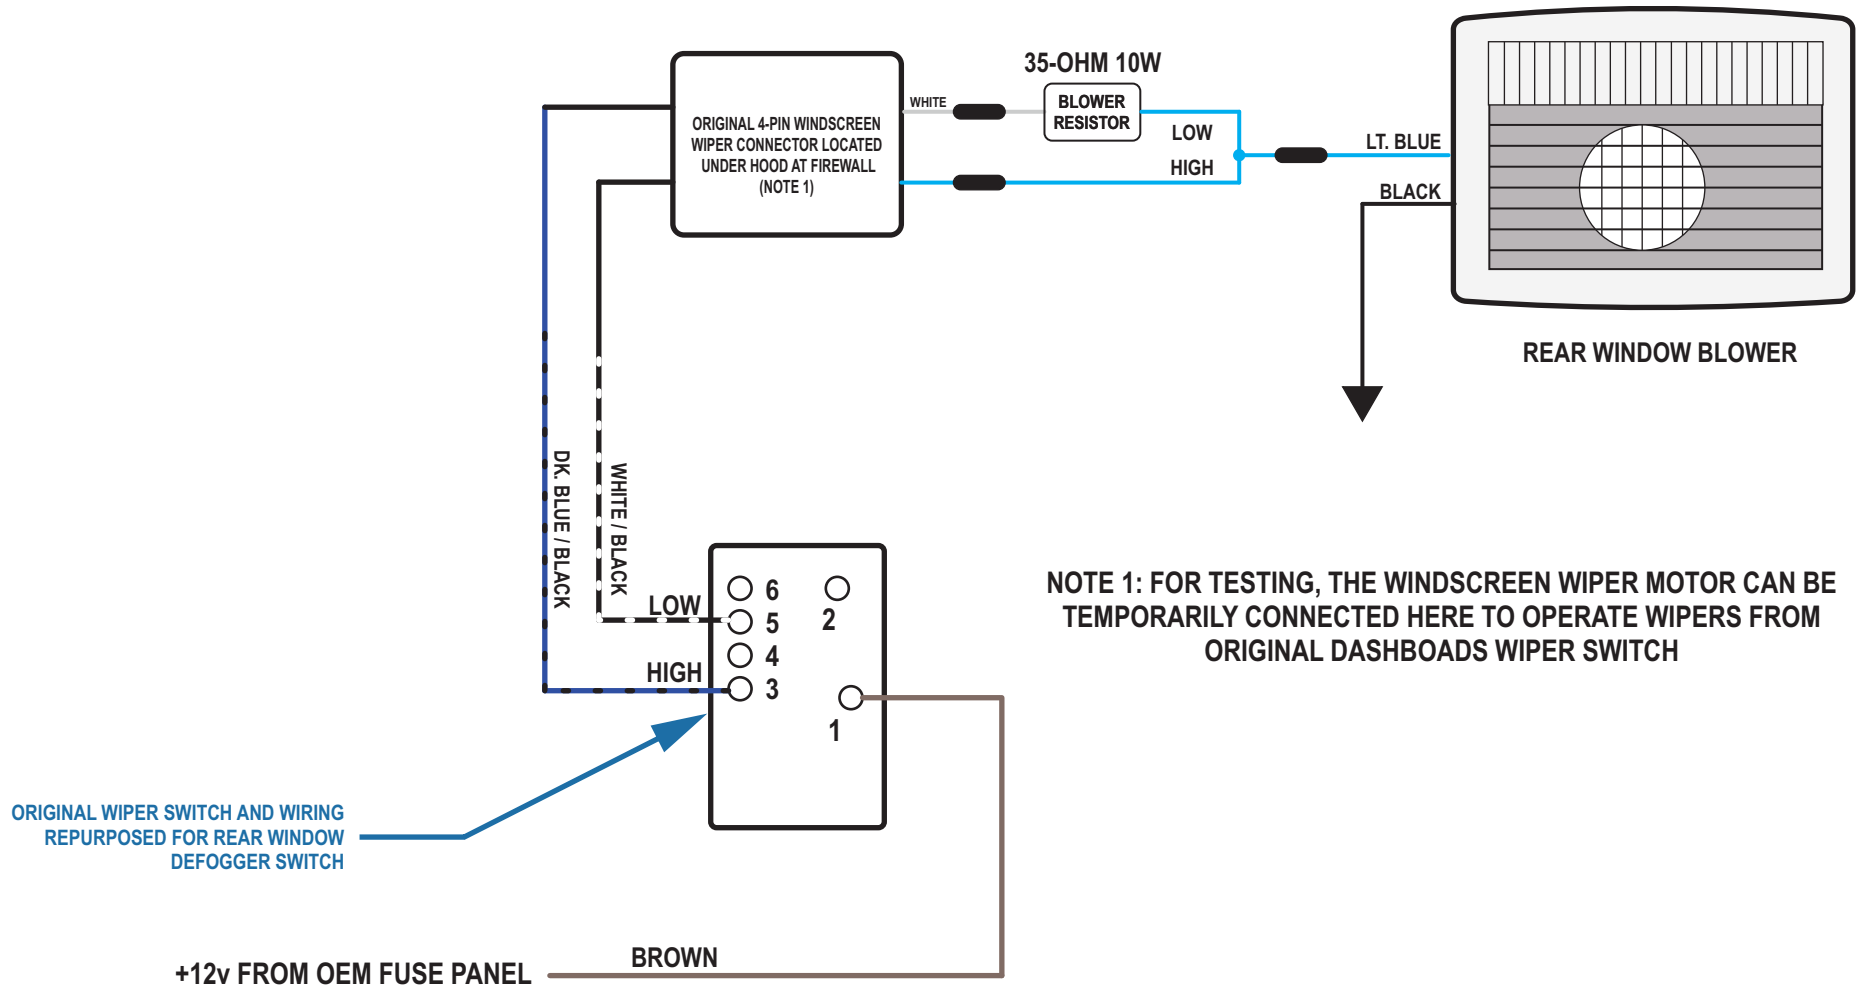 35-OHM 10W
WHITE
BLOWER
RESISTOR
ORIGINAL 4-PIN WINDSCREEN
WIPER CONNECTOR LOCATED
UNDER HOOD AT FIREWALL
(NOTE 1)
LOW
HIGH
LT. BLUE
BLACK
REAR WINDOW BLOWER
DK. BLUE / BLACK
WHITE / BLACK
LOW
HIGH
6
5
4
3
2
1
NOTE 1: FOR TESTING, THE WINDSCREEN WIPER MOTOR CAN BE
TEMPORARILY CONNECTED HERE TO OPERATE WIPERS FROM
ORIGINAL DASHBOADS WIPER SWITCH
ORIGINAL WIPER SWITCH AND WIRING
REPURPOSED FOR REAR WINDOW
DEFOGGER SWITCH
+12v FROM OEM FUSE PANEL
BROWN